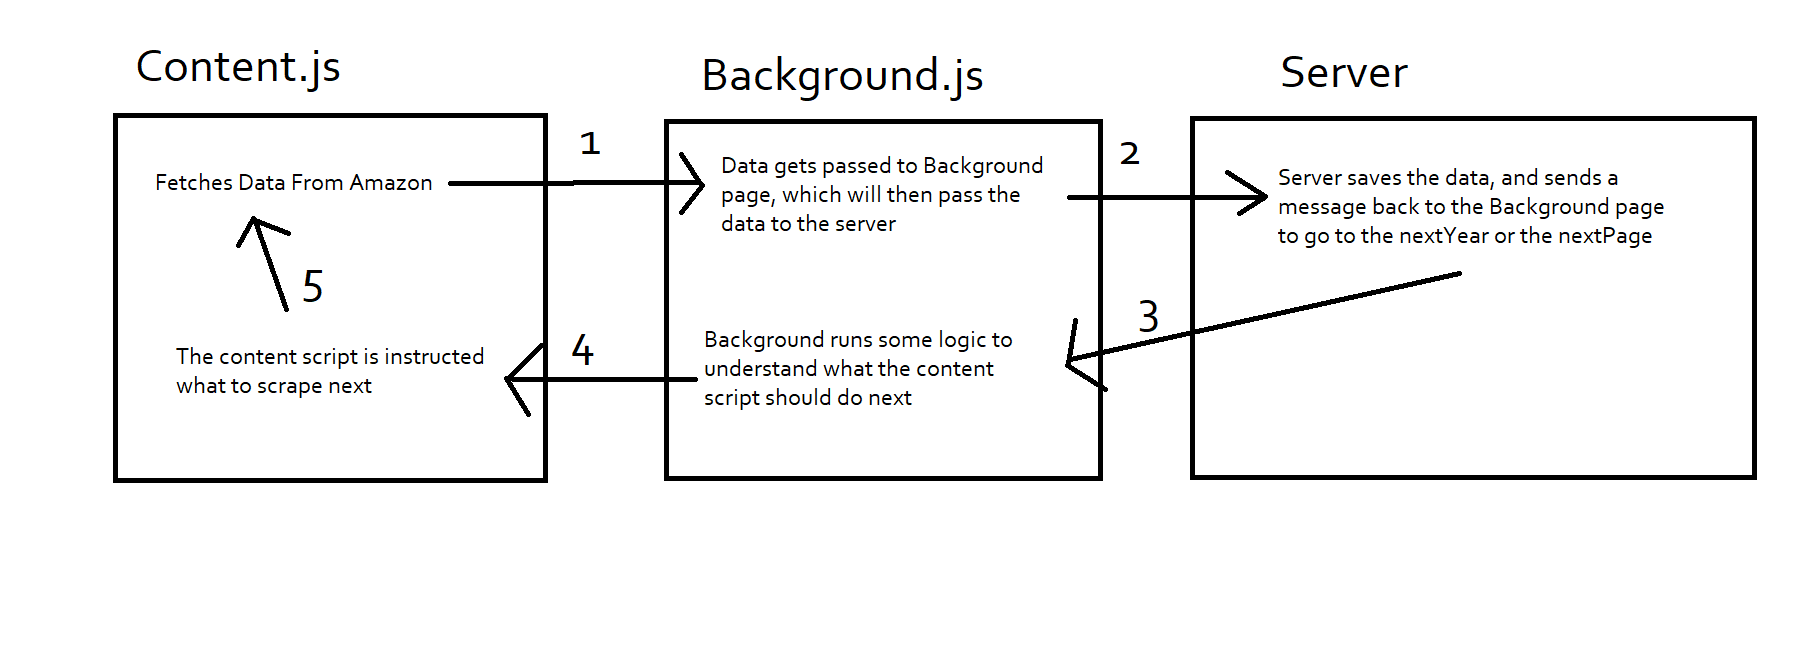 Content.js
Background.js
Server
Fetches Data From Amazon
1
Data gets passed to Background
page, which will then pass the
data to the server
2
Server saves the data, and sends a
message back to the Background page
to go to the nextYear or the nextPage
3
Background runs some logic to
understand what the content
script should do next
4
The content script is instructed
what to scrape next
5